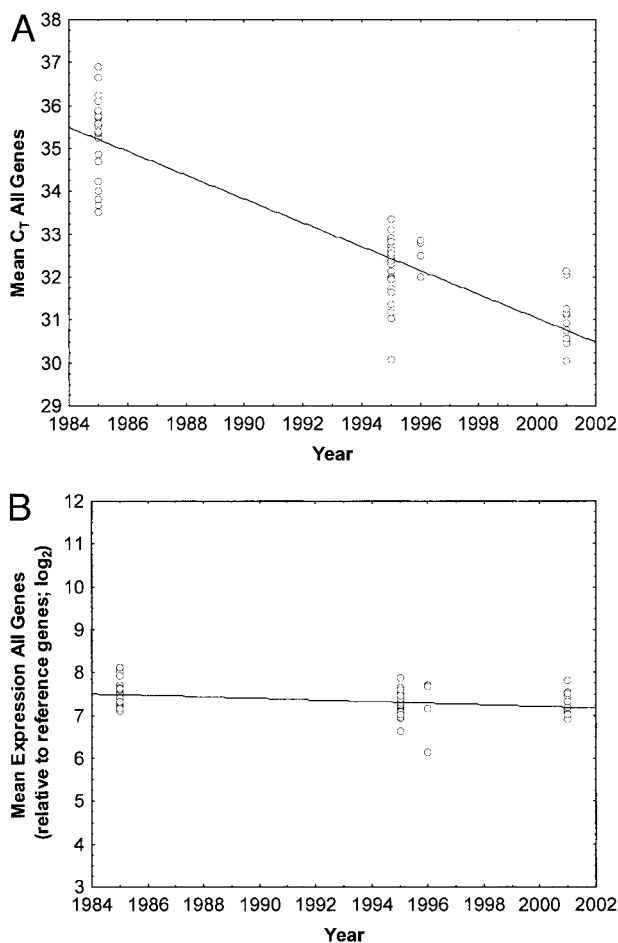 A
38
37
36
35
34
33
32
31
30
29
Mean CT All Genes
1984 1986 1988 1990 1992 1994 1996 1998 2000 2002
Year
B
12
11
10
9
8
7
6
5
4
3
Mean Expression All Genes
(relative to reference genes; log2)
1984 1986 1988 1990 1992 1994 1996 1998 2000 2002
Year